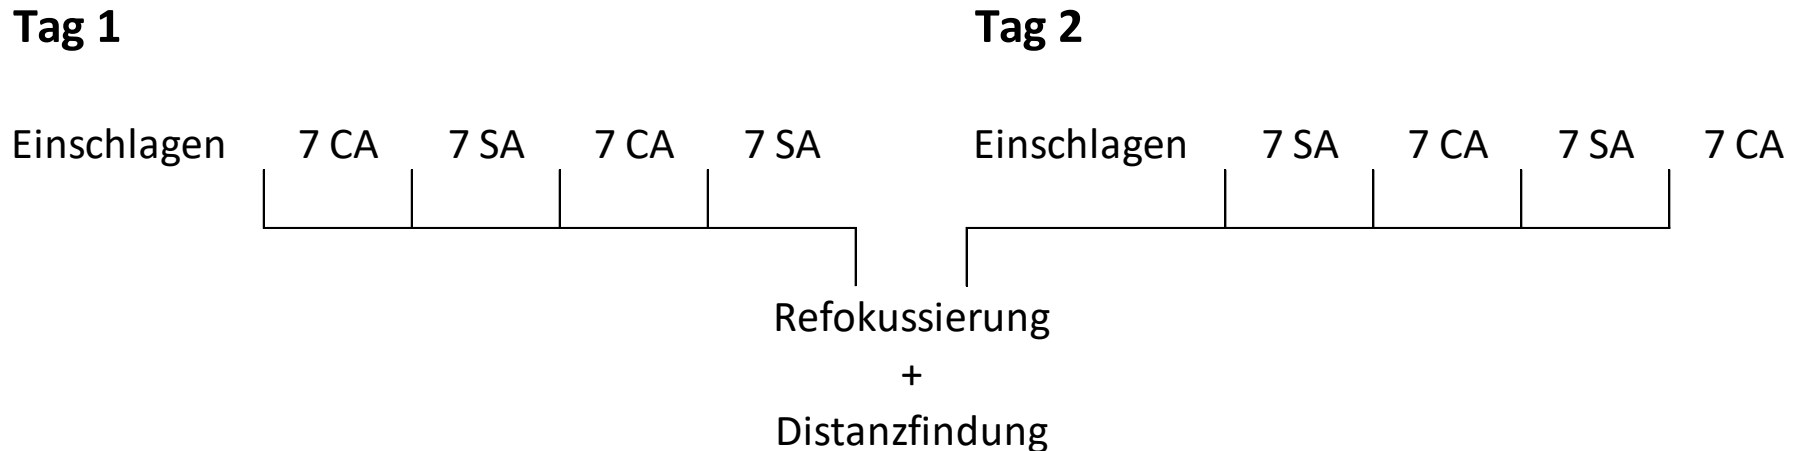 Tag 1 Tag 2
Einschlagen 7 CA 7 SA 7 CA 7 SA Einschlagen 7 SA 7 CA 7 SA 7 CA
Refokussierung
+
Distanzfindung